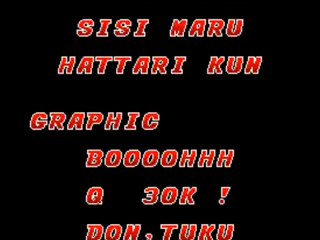 SISI MARU
HATTARI KUN
GRAPHIC
BOOOOHHH
Q 30K !
DON.TUKU